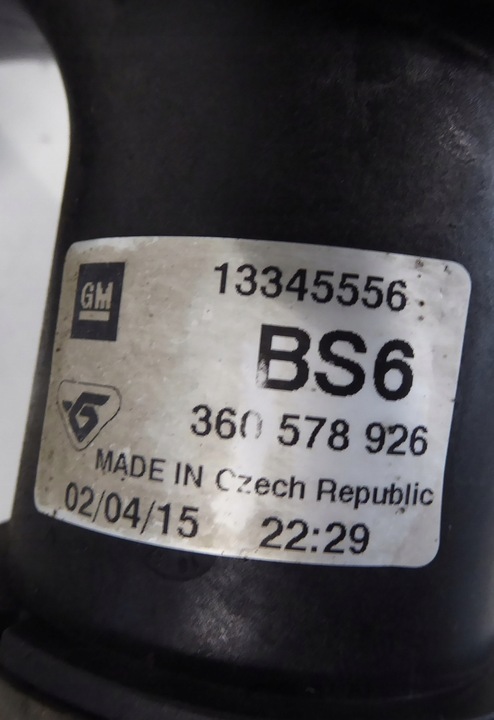 GM
13345556
BS6
360 578 926
MADE IN Czech Republic
02/04/15 22:29